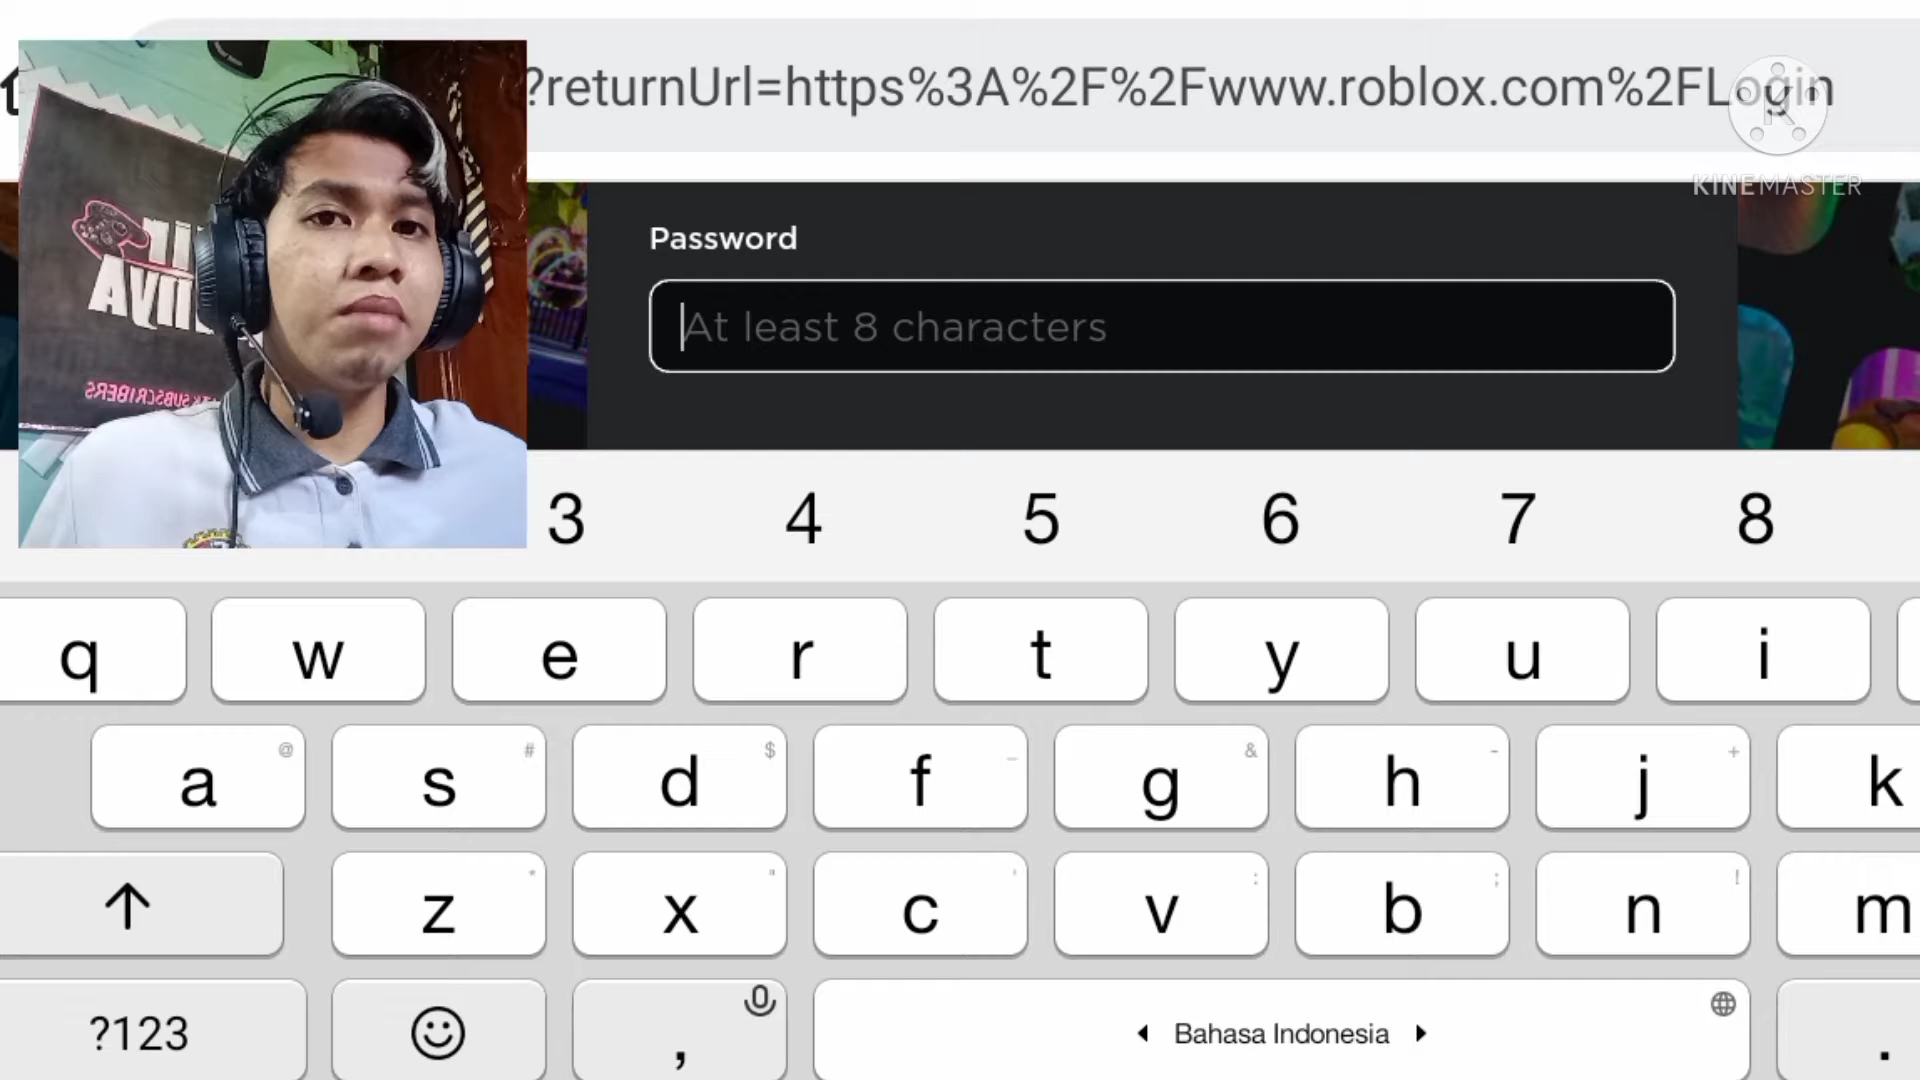 ?returnUrl=https%3A%2F%2Fwww.roblox.com%2FLogin
KINEMASTER
Password
At least 8 characters
SUBSCRIBERS
3 4 5 6 7 8
q w e r t y u i
@ # $ _ & - +
a s d f g h j k
* " ' : ; !
z x c v b n m
?123 , Bahasa Indonesia .